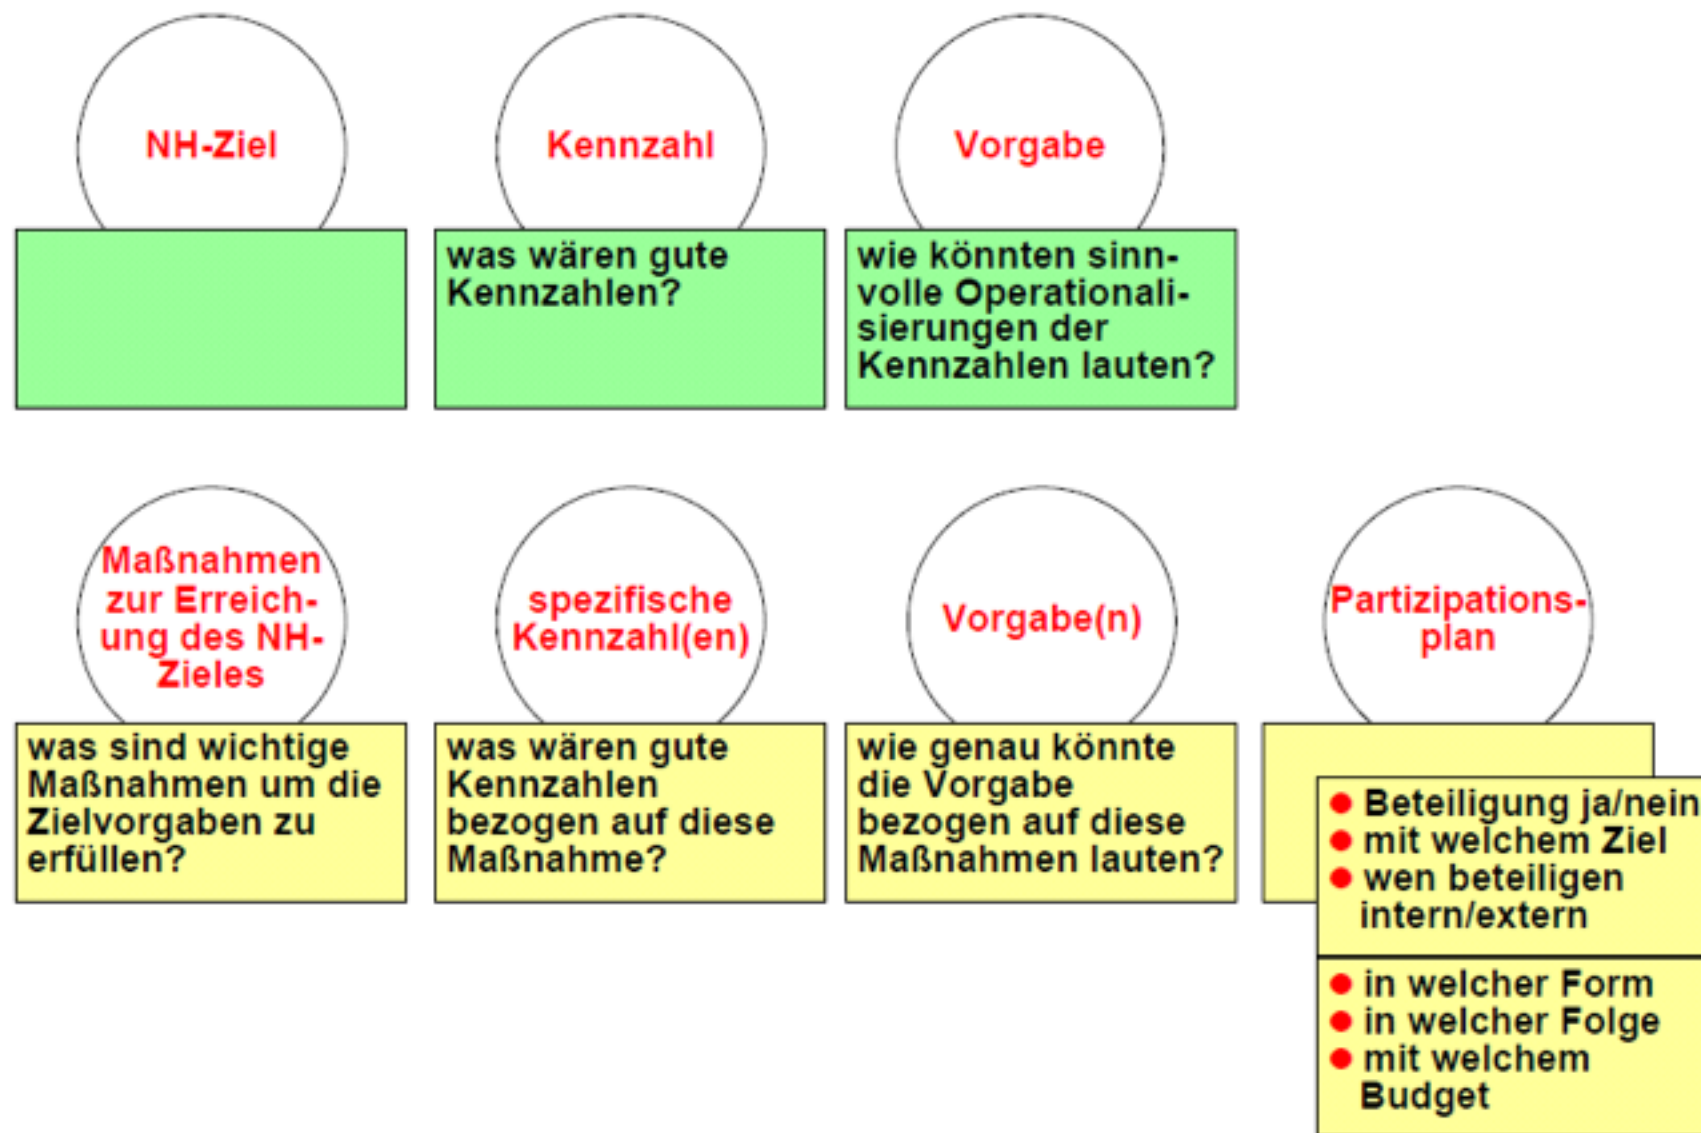 NH-Ziel
Kennzahl
Vorgabe
was wären gute
Kennzahlen?
wie könnten sinn-
volle Operationali-
sierungen der
Kennzahlen lauten?
Maßnahmen
zur Erreich-
ung des NH-
Zieles
spezifische
Kennzahl(en)
Vorgabe(n)
Partizipations-
plan
was sind wichtige
Maßnahmen um die
Zielvorgaben zu
erfüllen?
was wären gute
Kennzahlen
bezogen auf diese
Maßnahme?
wie genau könnte
die Vorgabe
bezogen auf diese
Maßnahmen lauten?
● Beteiligung ja/nein
● mit welchem Ziel
● wen beteiligen
intern/extern
● in welcher Form
● in welcher Folge
● mit welchem
Budget